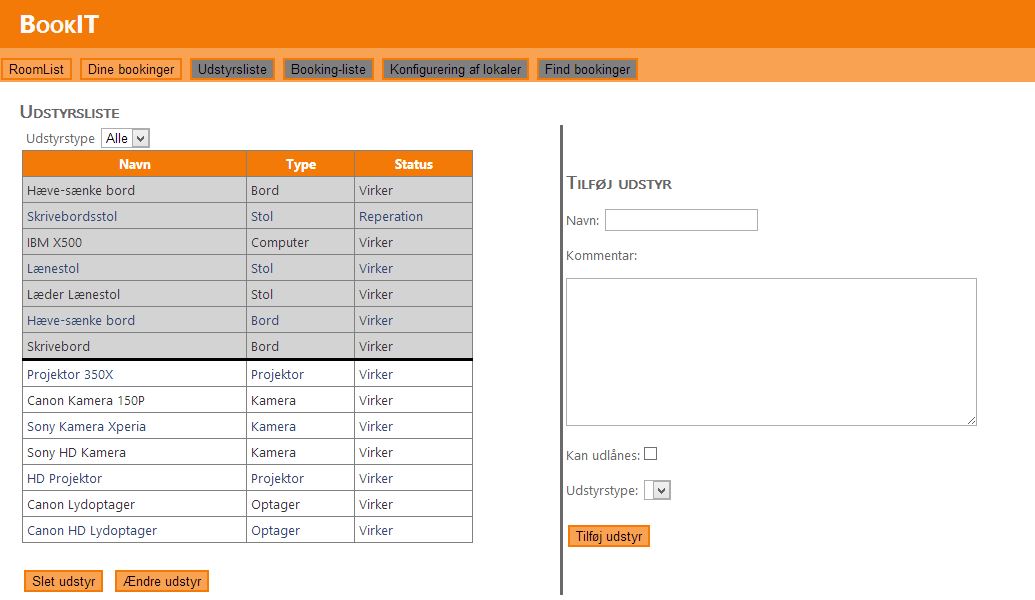 BookIT
RoomList Dine bookinger Udstyrsliste Booking-liste Konfigurering af lokaler Find bookinger
Udstyrsliste
Udstyrstype Alle
Navn Type Status
Hæve-sænke bord Bord Virker
Skrivebordsstol Stol Reperation
IBM X500 Computer Virker
Lænestol Stol Virker
Læder Lænestol Stol Virker
Hæve-sænke bord Bord Virker
Skrivebord Bord Virker
Projektor 350X Projektor Virker
Canon Kamera 150P Kamera Virker
Sony Kamera Xperia Kamera Virker
Sony HD Kamera Kamera Virker
HD Projektor Projektor Virker
Canon Lydoptager Optager Virker
Canon HD Lydoptager Optager Virker
Slet udstyr Ændre udstyr
Tilføj udstyr
Navn:
Kommentar:
Kan udlånes:
Udstyrstype:
Tilføj udstyr